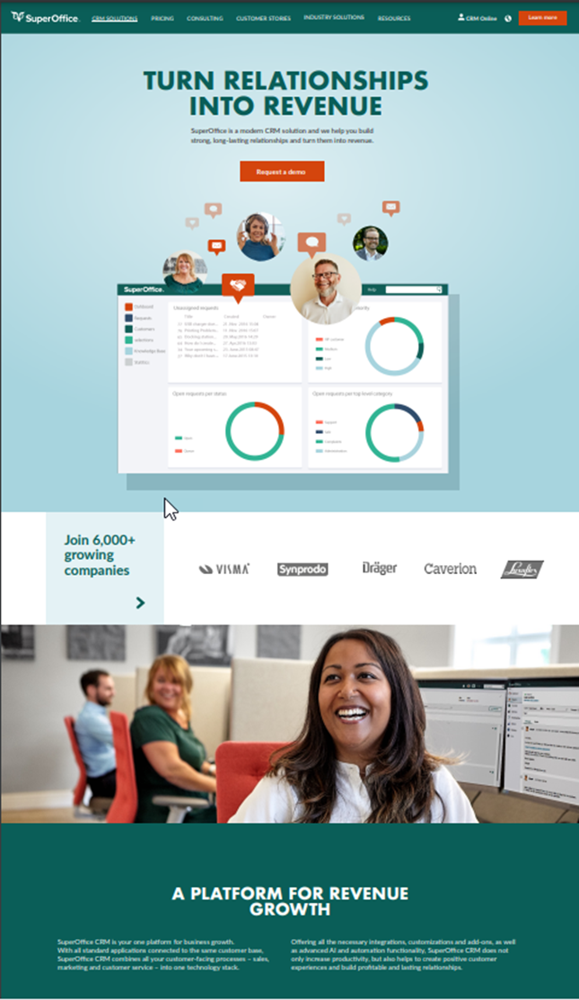 SuperOffice.
CRM SOLUTIONS
PRICING
CONSULTING
CUSTOMER STORIES
INDUSTRY SOLUTIONS
RESOURCES
CRM Online
Learn more
TURN RELATIONSHIPS
INTO REVENUE
SuperOffice is a modern CRM solution and we help you build
strong, long-lasting relationships and turn them into revenue.
Request a demo
SuperOffice.
Help
Dashboard
Requests
Customers
Selections
Knowledge Base
Statistics
Unassigned requests
Title Created Owner
Open requests per status
Open requests per top level category
Join 6,000+
growing
companies
VISMA
Synprodo
Dräger
Caverion
A PLATFORM FOR REVENUE
GROWTH
SuperOffice CRM is your one platform for business growth.
With all standard applications connected to the same customer base,
SuperOffice CRM combines all your customer-facing processes – sales,
marketing and customer service – into one technology stack.
Offering all the necessary integrations, customizations and add-ons, as well
as advanced AI and automation functionality, SuperOffice CRM does not
only increase productivity, but also helps to create positive customer
experiences and build profitable and lasting relationships.